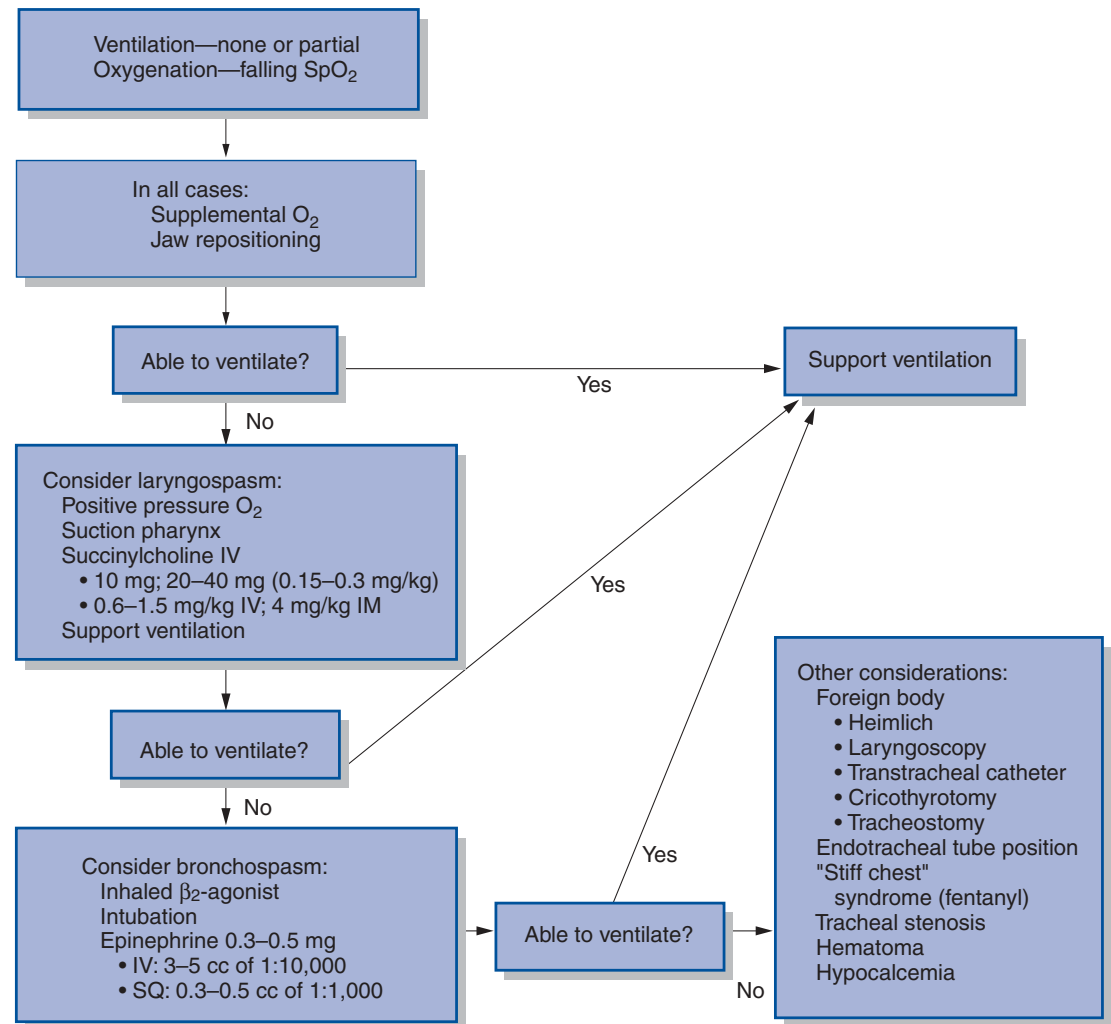 Ventilation—none or partial
Oxygenation—falling SpO₂
In all cases:
Supplemental O₂
Jaw repositioning
Able to ventilate?
Yes
Support ventilation
No
Consider laryngospasm:
Positive pressure O₂
Suction pharynx
Succinylcholine IV
• 10 mg; 20–40 mg (0.15–0.3 mg/kg)
• 0.6–1.5 mg/kg IV; 4 mg/kg IM
Support ventilation
Yes
Able to ventilate?
No
Consider bronchospasm:
Inhaled β₂-agonist
Intubation
Epinephrine 0.3–0.5 mg
• IV: 3–5 cc of 1:10,000
• SQ: 0.3–0.5 cc of 1:1,000
Yes
Able to ventilate?
No
Other considerations:
Foreign body
• Heimlich
• Laryngoscopy
• Transtracheal catheter
• Cricothyrotomy
• Tracheostomy
Endotracheal tube position
"Stiff chest"
syndrome (fentanyl)
Tracheal stenosis
Hematoma
Hypocalcemia